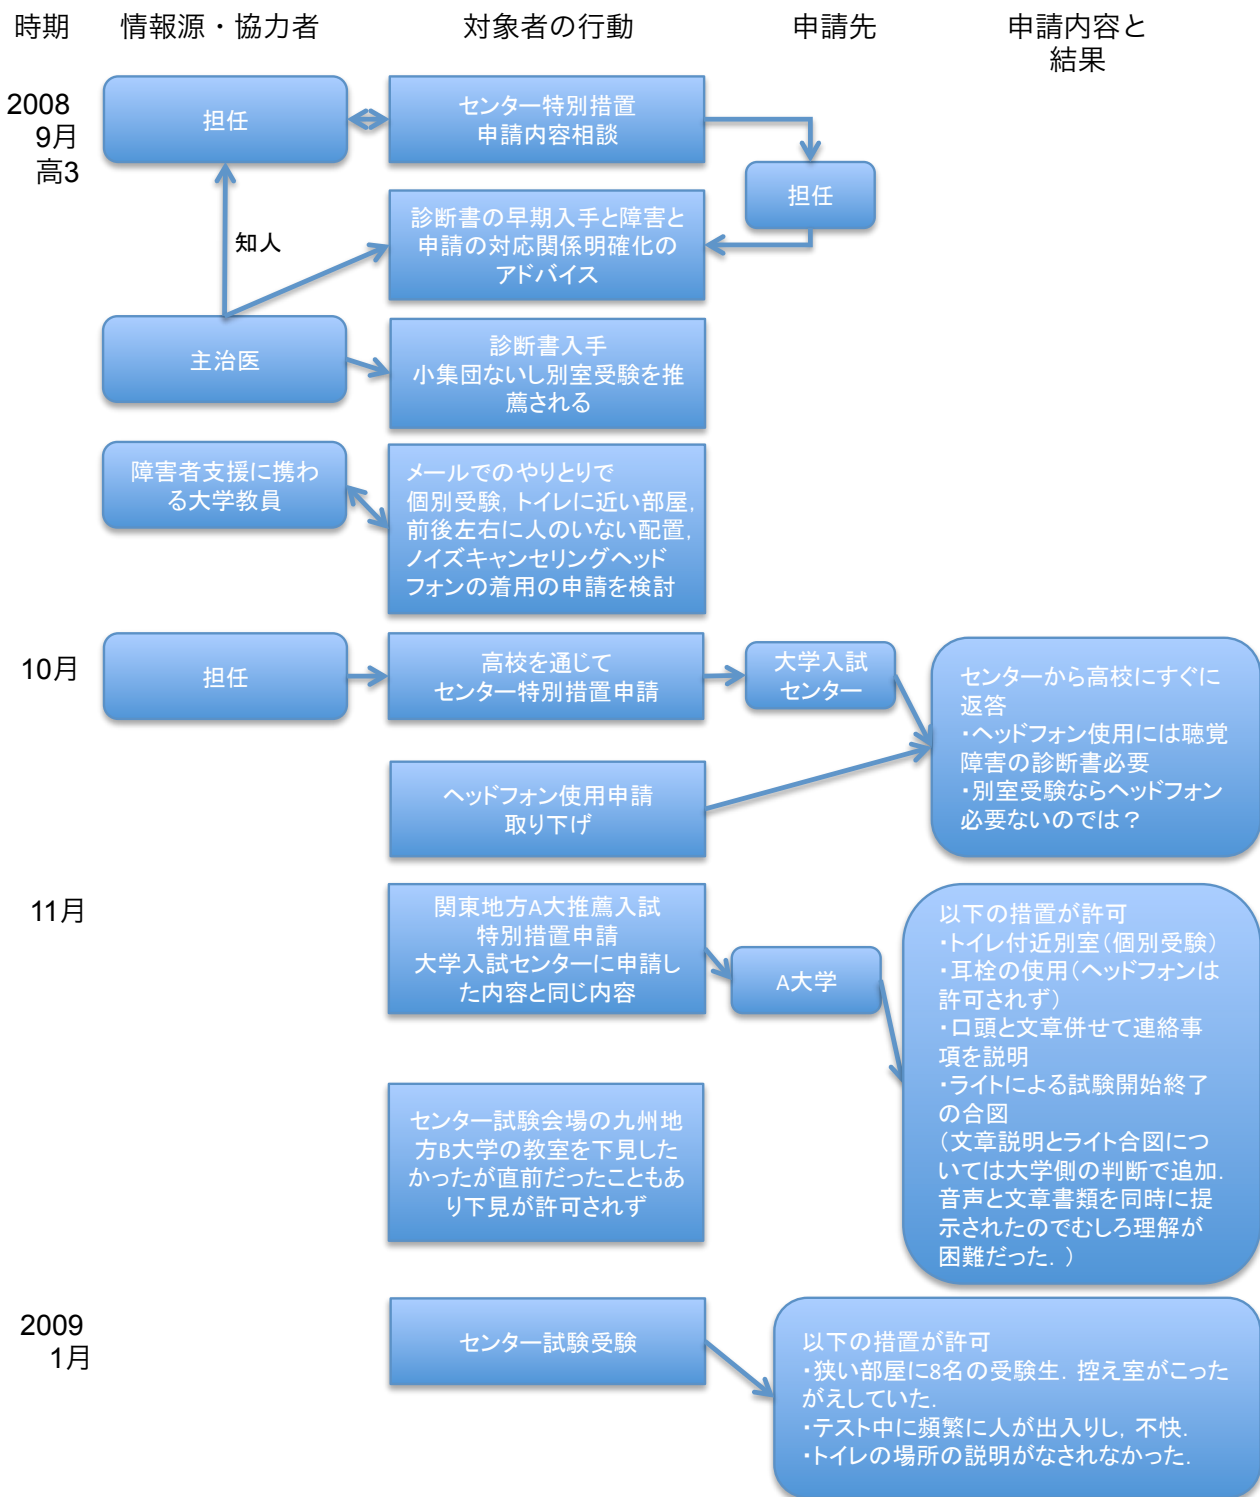 時期 情報源・協力者 対象者の行動 申請先 申請内容と
結果
2008
9月
高3
担任
センター特別措置
申請内容相談
担任
知人
診断書の早期入手と障害と
申請の対応関係明確化の
アドバイス
主治医
診断書入手
小集団ないし別室受験を推
薦される
障害者支援に携わ
る大学教員
メールでのやりとりで
個別受験, トイレに近い部屋,
前後左右に人のいない配置,
ノイズキャンセリングヘッド
フォンの着用の申請を検討
10月
担任
高校を通じて
センター特別措置申請
大学入試
センター
センターから高校にすぐに
返答
・ヘッドフォン使用には聴覚
障害の診断書必要
・別室受験ならヘッドフォン
必要ないのでは？
ヘッドフォン使用申請
取り下げ
11月
関東地方A大推薦入試
特別措置申請
大学入試センターに申請し
た内容と同じ内容
A大学
以下の措置が許可
・トイレ付近別室（個別受験）
・耳栓の使用（ヘッドフォンは
許可されず）
・口頭と文章併せて連絡事
項を説明
・ライトによる試験開始終了
の合図
（文章説明とライト合図につ
いては大学側の判断で追加.
音声と文章書類を同時に提
示されたのでむしろ理解が
困難だった. ）
センター試験会場の九州地
方B大学の教室を下見した
かったが直前だったこともあ
り下見が許可されず
2009
1月
センター試験受験
以下の措置が許可
・狭い部屋に8名の受験生. 控え室がごった
がえしていた.
・テスト中に頻繁に人が出入りし, 不快.
・トイレの場所の説明がなされなかった.